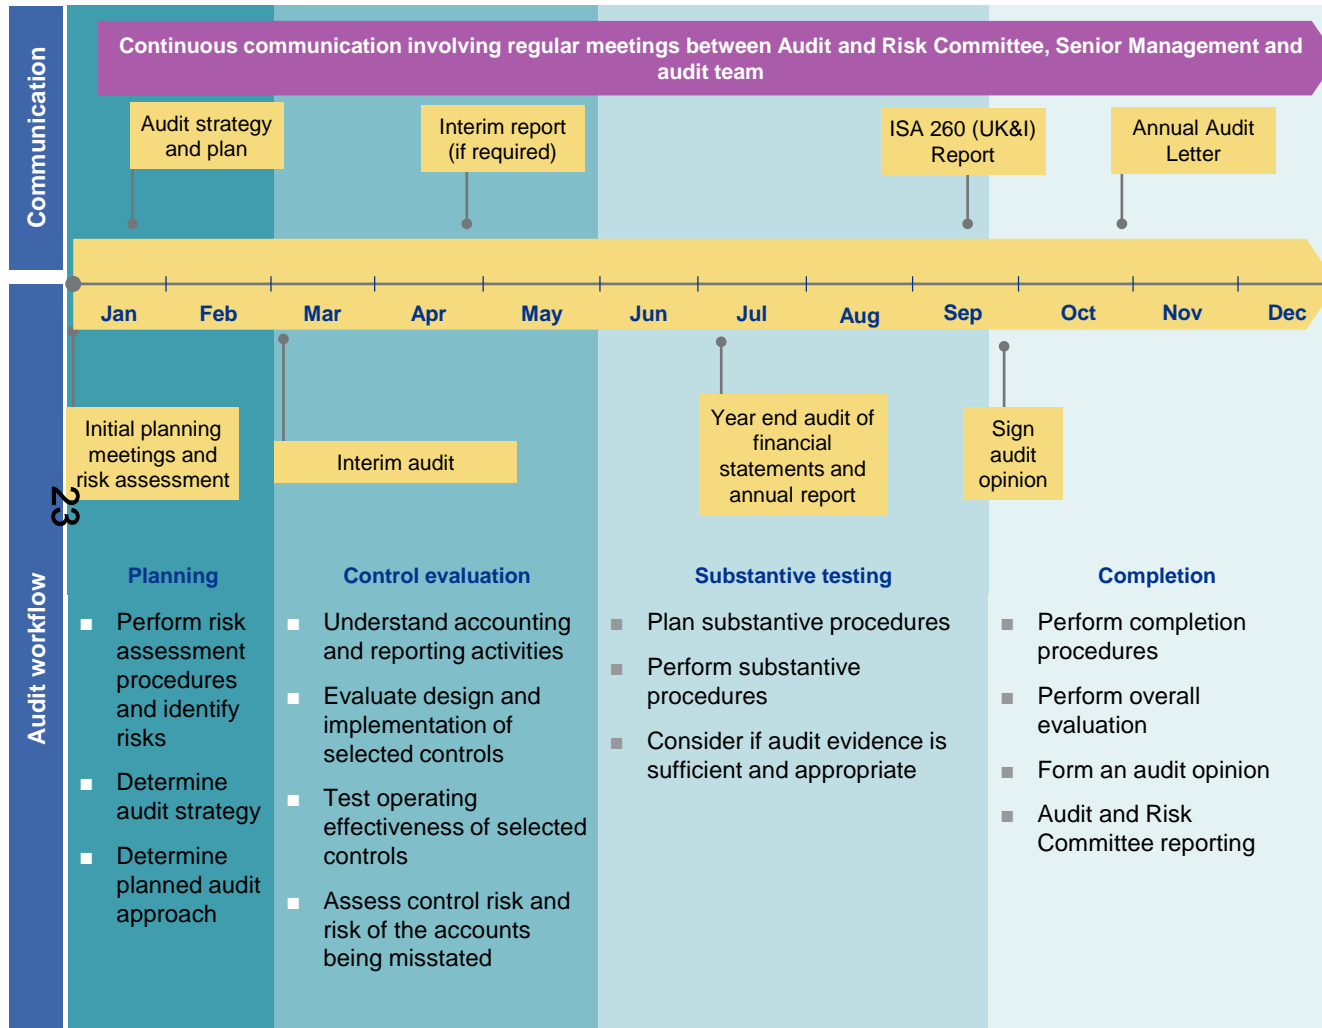 Communication
Continuous communication involving regular meetings between Audit and Risk Committee, Senior Management and
audit team
Audit strategy
and plan
Interim report
(if required)
ISA 260 (UK&I)
Report
Annual Audit
Letter
Jan
Feb
Mar
Apr
May
Jun
Jul
Aug
Sep
Oct
Nov
Dec
Audit workflow
Initial planning
meetings and
risk assessment
Interim audit
Year end audit of
financial
statements and
annual report
Sign
audit
opinion
23
Planning
Perform risk
assessment
procedures
and identify
risks
Determine
audit strategy
Determine
planned audit
approach
Control evaluation
Understand accounting
and reporting activities
Evaluate design and
implementation of
selected controls
Test operating
effectiveness of selected
controls
Assess control risk and
risk of the accounts
being misstated
Substantive testing
Plan substantive procedures
Perform substantive
procedures
Consider if audit evidence is
sufficient and appropriate
Completion
Perform completion
procedures
Perform overall
evaluation
Form an audit opinion
Audit and Risk
Committee reporting